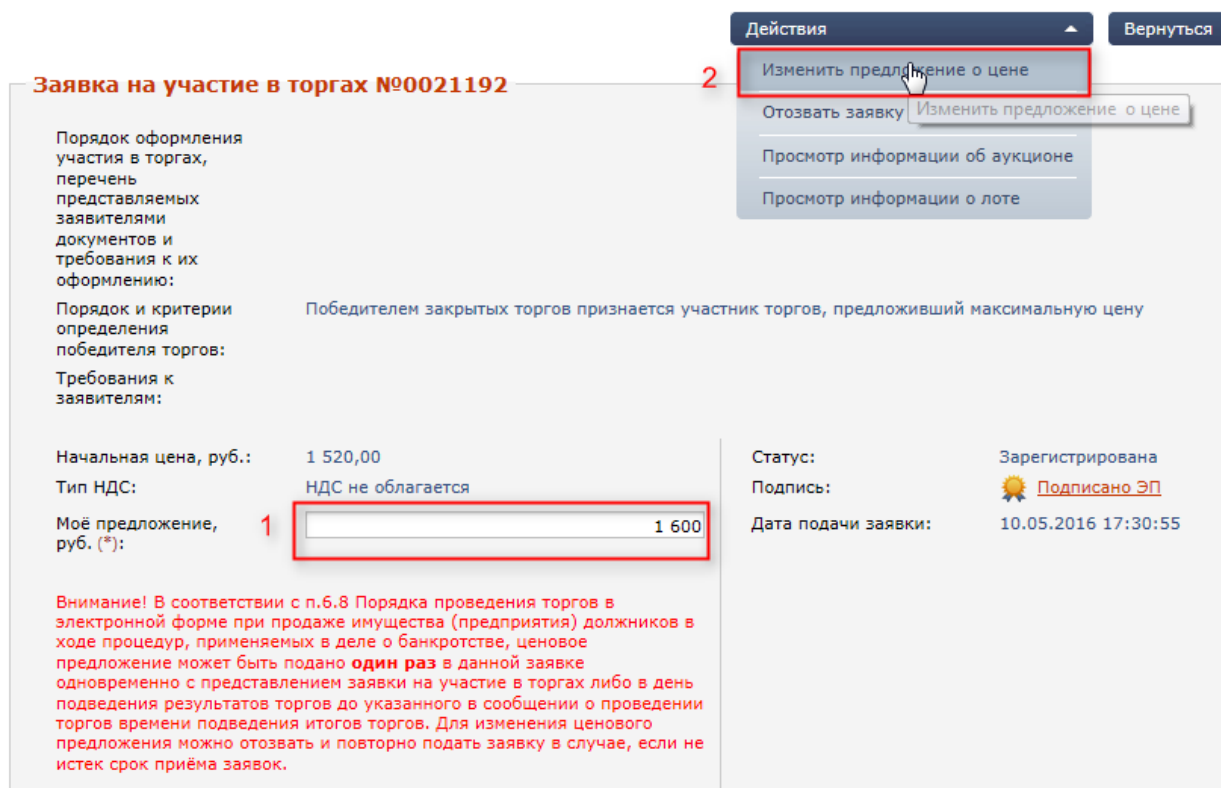 Действия
Вернуться
2
Изменить предложение о цене
Заявка на участие в торгах №0021192
Отозвать заявку
Изменить предложение о цене
Просмотр информации об аукционе
Просмотр информации о лоте
Порядок оформления
участия в торгах,
перечень
представляемых
заявителями
документов и
требования к их
оформлению:
Порядок и критерии
определения
победителя торгов:
Победителем закрытых торгов признается участник торгов, предложивший максимальную цену
Требования к
заявителям:
Начальная цена, руб.: 1 520,00
Тип НДС: НДС не облагается
Моё предложение,
руб. (*):
1
1 600
Статус: Зарегистрирована
Подпись: Подписано ЭП
Дата подачи заявки: 10.05.2016 17:30:55
Внимание! В соответствии с п.6.8 Порядка проведения торгов в
электронной форме при продаже имущества (предприятия) должников в
ходе процедур, применяемых в деле о банкротстве, ценовое
предложение может быть подано один раз в данной заявке
одновременно с представлением заявки на участие в торгах либо в день
подведения результатов торгов до указанного в сообщении о проведении
торгов времени подведения итогов торгов. Для изменения ценового
предложения можно отозвать и повторно подать заявку в случае, если не
истек срок приёма заявок.